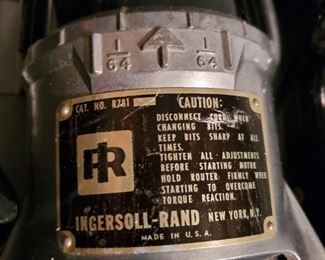 1/64 1/64
CAT. NO. R781 CAUTION:
DISCONNECT CORD WHEN
CHANGING BITS.
KEEP BITS SHARP AT ALL
TIMES.
TIGHTEN ALL ADJUSTMENTS
BEFORE STARTING MOTOR
HOLD ROUTER FIRMLY WHEN
STARTING TO OVERCOME
TORQUE REACTION.
IR
INGERSOLL-RAND NEW YORK, N.Y.
MADE IN U.S.A.